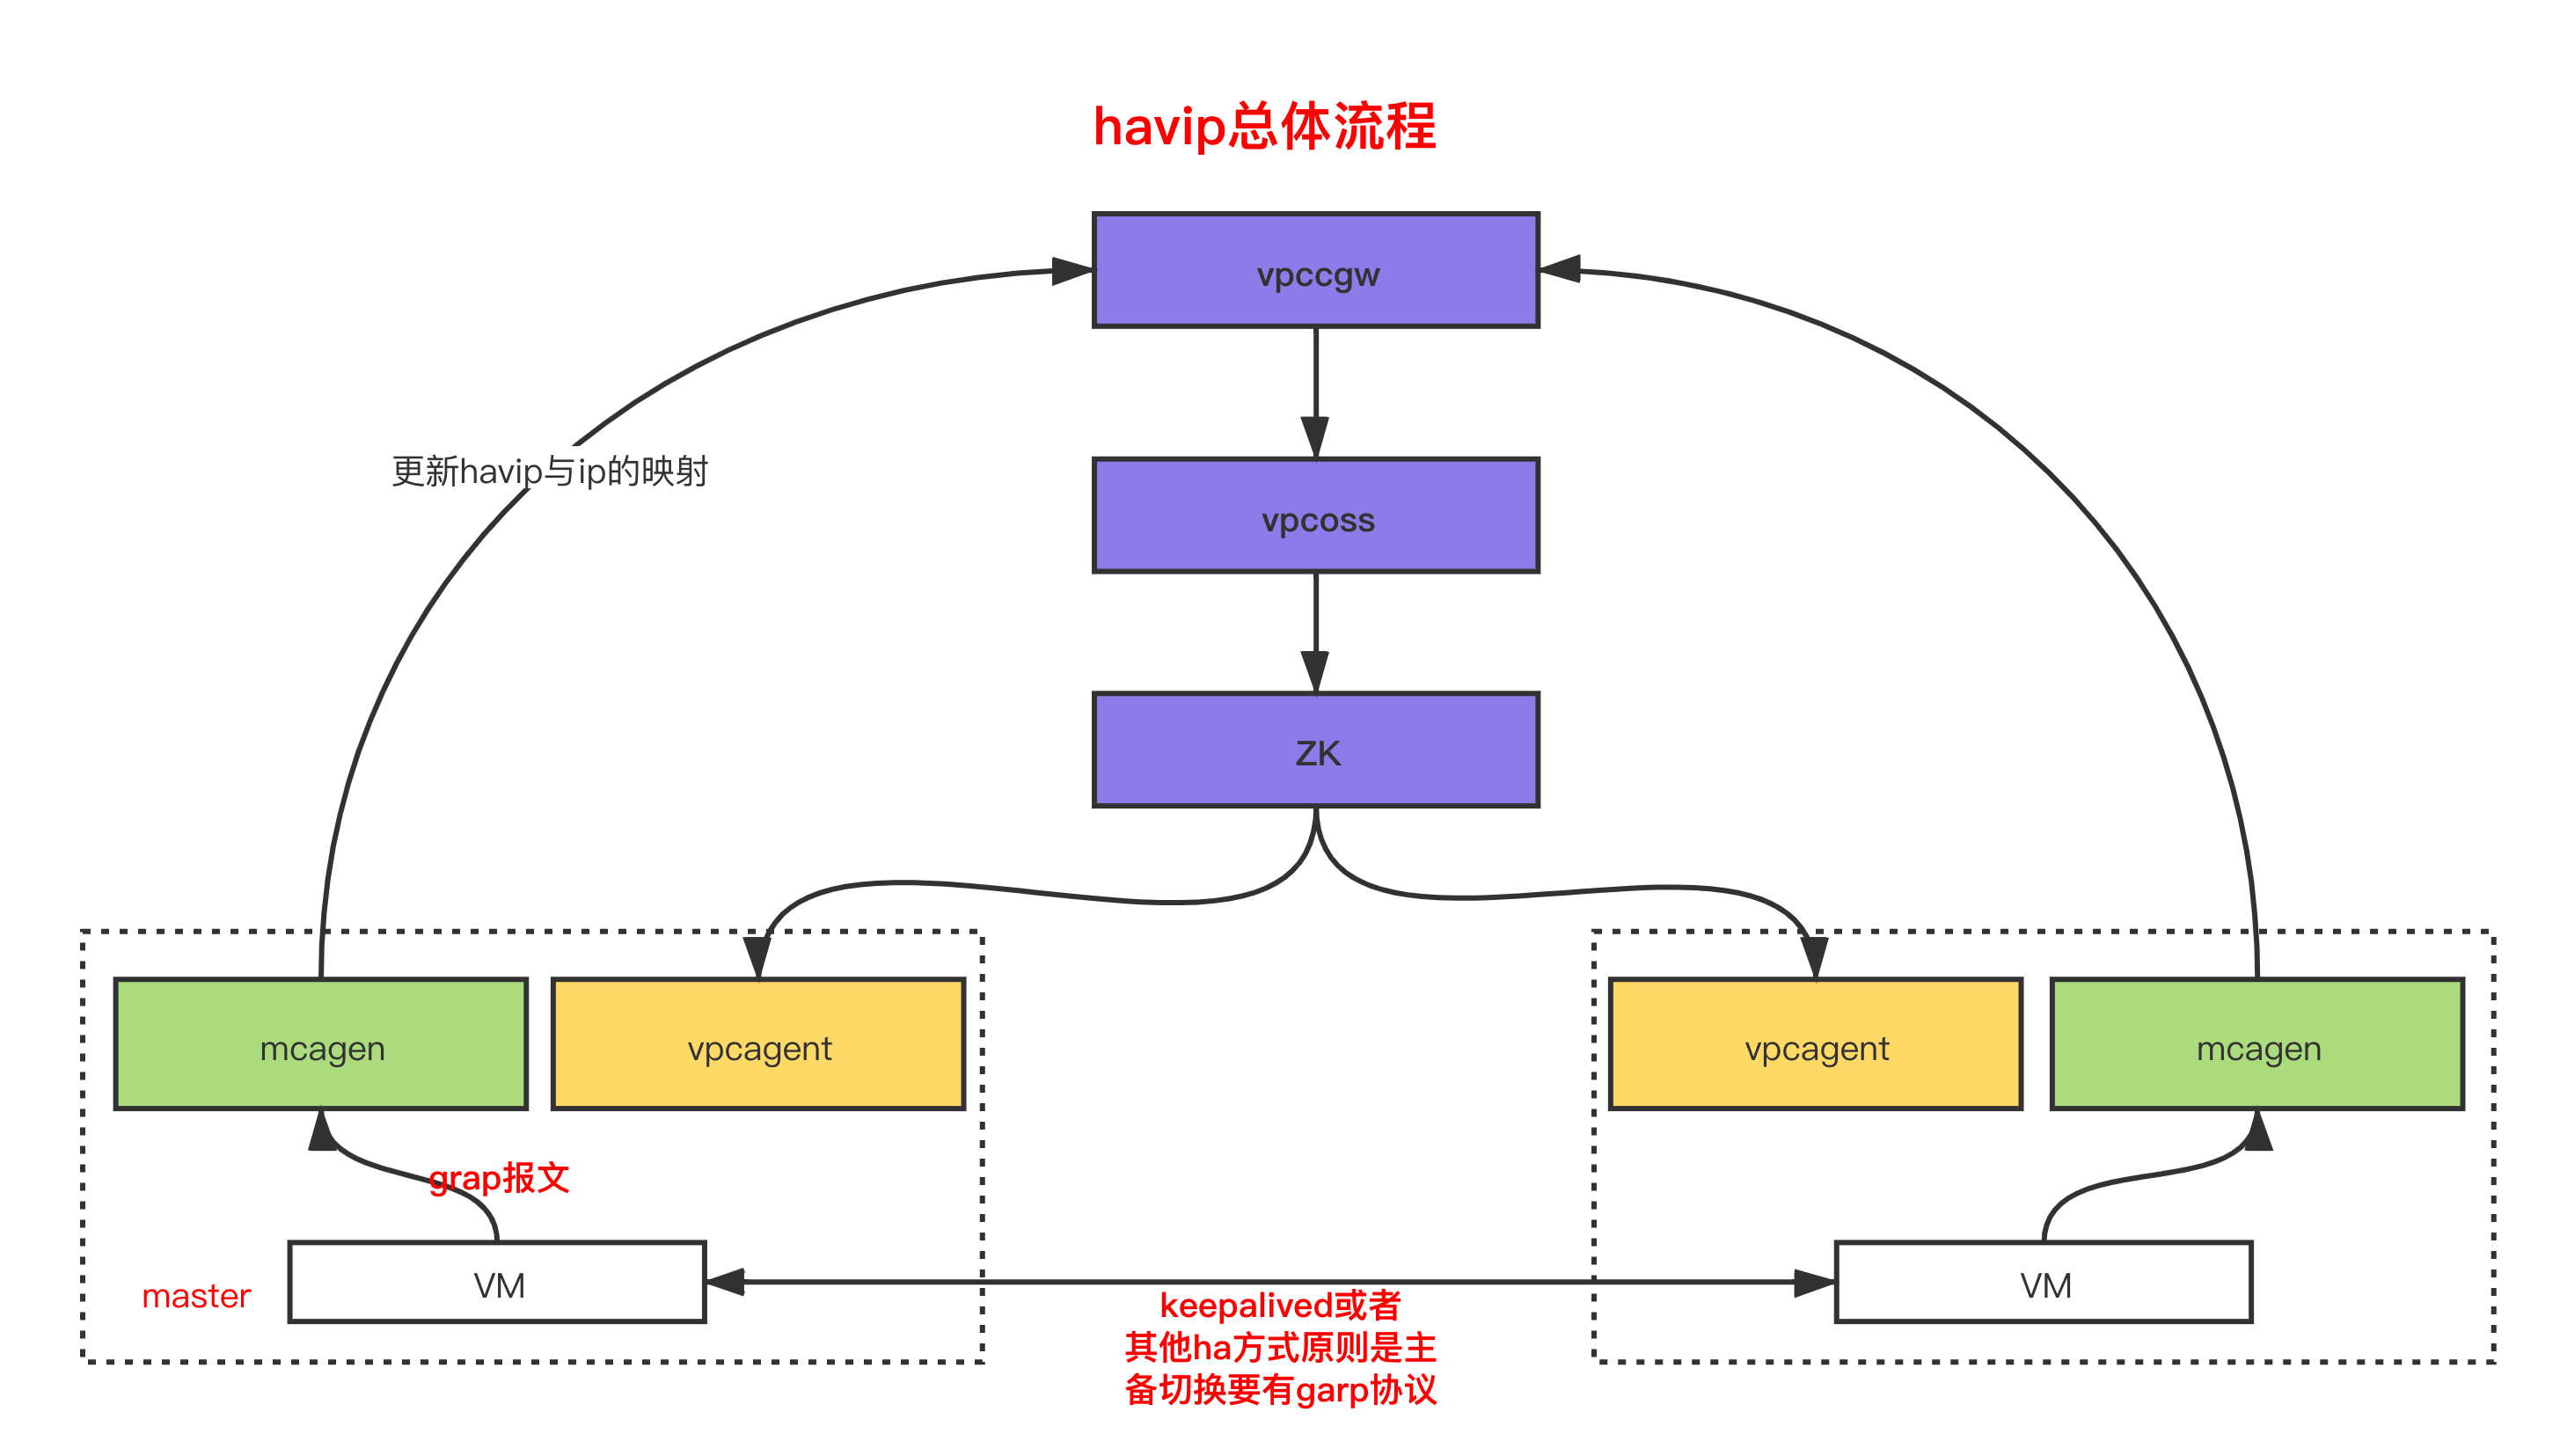 havip总体流程
vpccgw
更新havip与ip的映射
vpcoss
ZK
mcagen
vpcagent
vpcagent
mcagen
grap报文
master
VM
VM
keepalived或者
其他ha方式原则是主
备切换要有garp协议